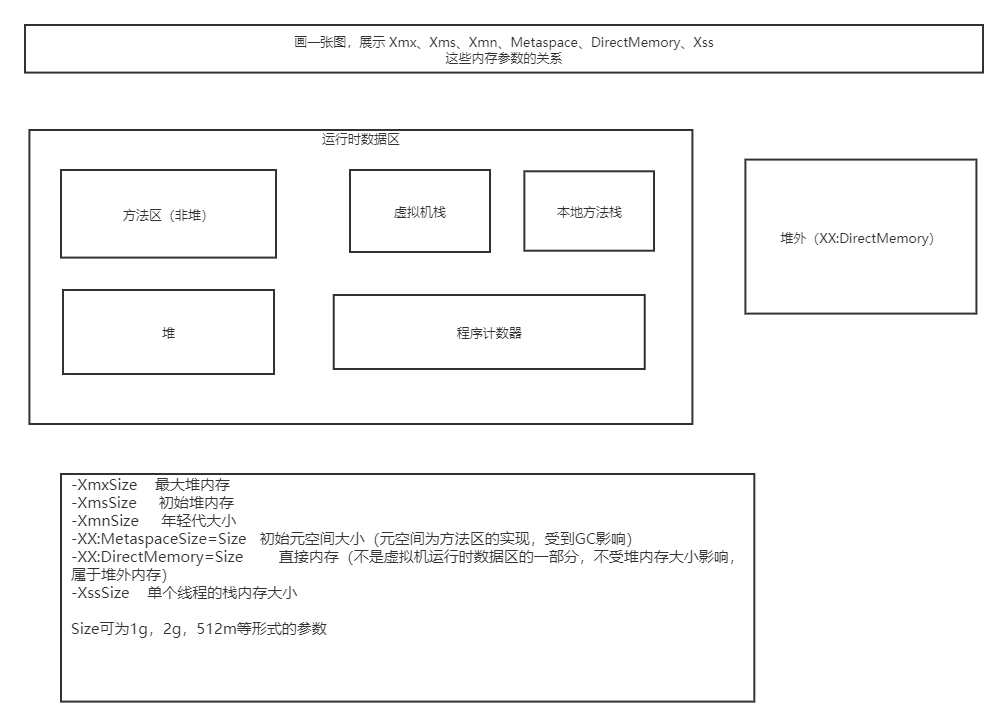 画一张图，展示 Xmx、Xms、Xmn、Metaspace、DirectMemory、Xss
这些内存参数的关系
运行时数据区
方法区（非堆）
虚拟机栈
本地方法栈
堆外（XX:DirectMemory）
堆
程序计数器
-XmxSize 最大堆内存
-XmsSize 初始堆内存
-XmnSize 年轻代大小
-XX:MetaspaceSize=Size 初始元空间大小（元空间为方法区的实现，受到GC影响）
-XX:DirectMemory=Size 直接内存（不是虚拟机运行时数据区的一部分，不受堆内存大小影响，
属于堆外内存）
-XssSize 单个线程的栈内存大小
Size可为1g，2g，512m等形式的参数